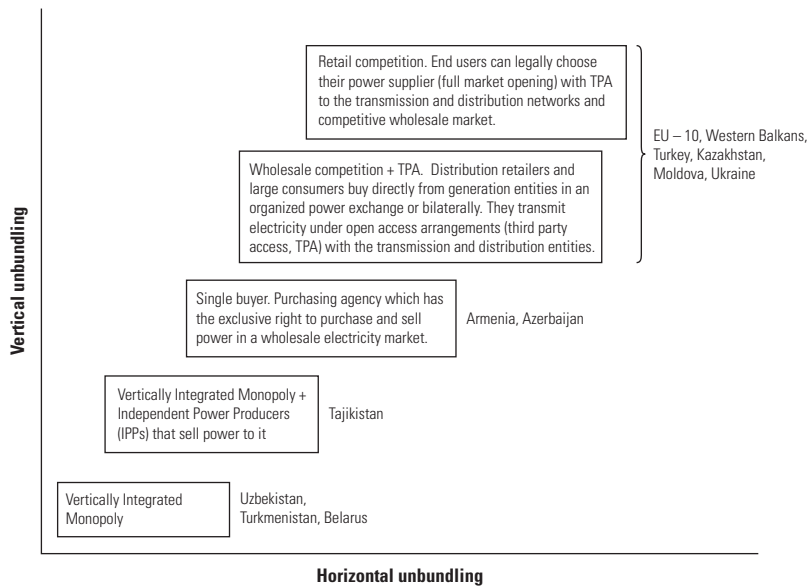 Retail competition. End users can legally choose
their power supplier (full market opening) with TPA
to the transmission and distribution networks and
competitive wholesale market.
EU – 10, Western Balkans,
Turkey, Kazakhstan,
Moldova, Ukraine
Wholesale competition + TPA. Distribution retailers and
large consumers buy directly from generation entities in an
organized power exchange or bilaterally. They transmit
electricity under open access arrangements (third party
access, TPA) with the transmission and distribution entities.
Single buyer. Purchasing agency which has
the exclusive right to purchase and sell
power in a wholesale electricity market.
Armenia, Azerbaijan
Vertically Integrated Monopoly +
Independent Power Producers
(IPPs) that sell power to it
Tajikistan
Vertically Integrated
Monopoly
Uzbekistan,
Turkmenistan, Belarus
Vertical unbundling
Horizontal unbundling